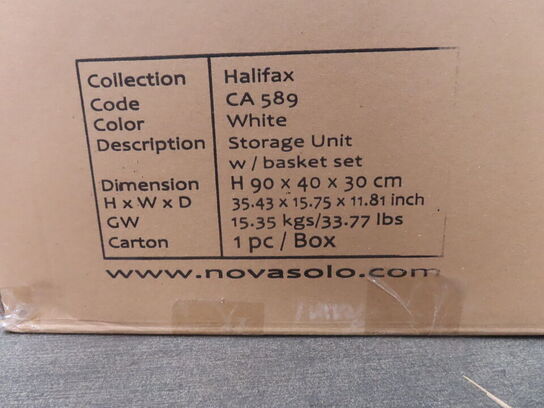 Collection Halifax
Code CA 589
Color White
Description Storage Unit
w / basket set
Dimension H 90 x 40 x 30 cm
H x W x D 35.43 x 15.75 x 11.81 inch
GW 15.35 kgs/33.77 lbs
Carton 1 pc / Box
www.novasolo.com